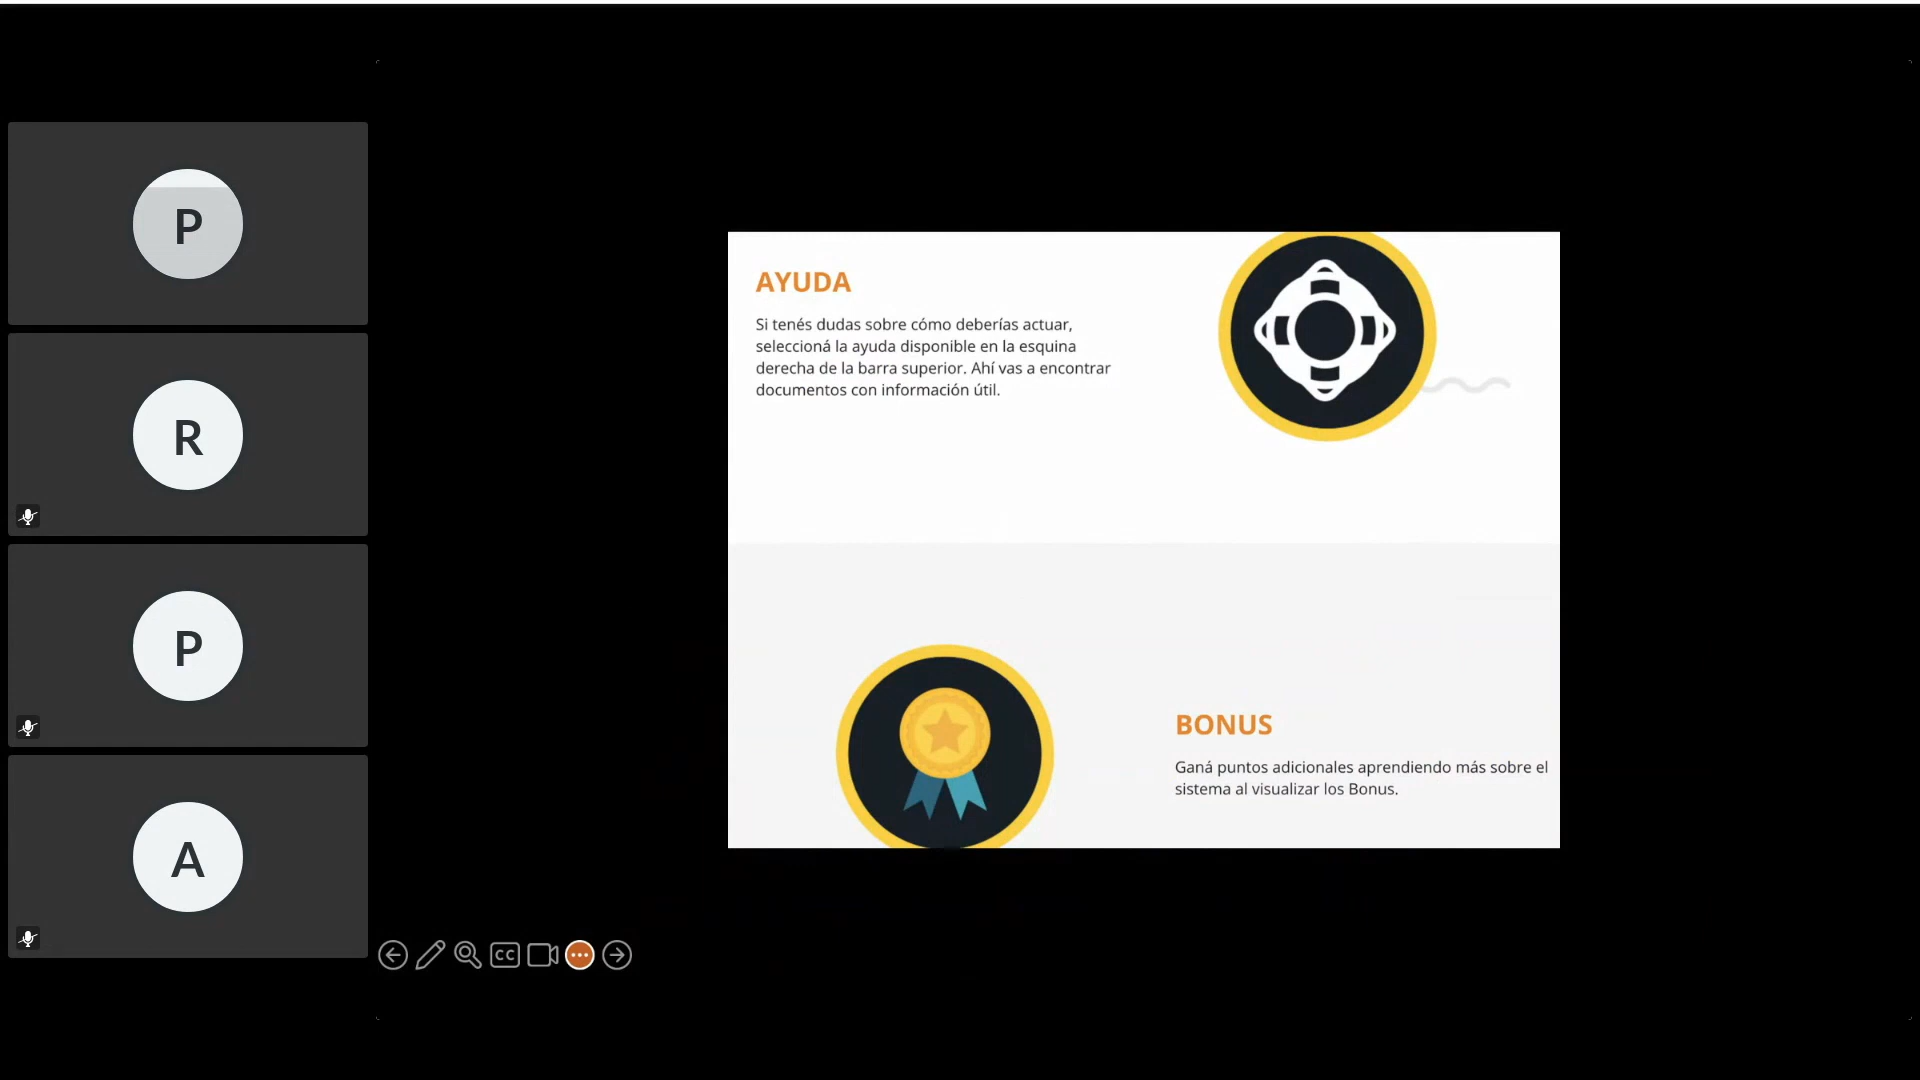 P
R
P
A
AYUDA
Si tenés dudas sobre cómo deberías actuar,
seleccioná la ayuda disponible en la esquina
derecha de la barra superior. Ahí vas a encontrar
documentos con información útil.
BONUS
Ganá puntos adicionales aprendiendo más sobre el
sistema al visualizar los Bonus.
CC